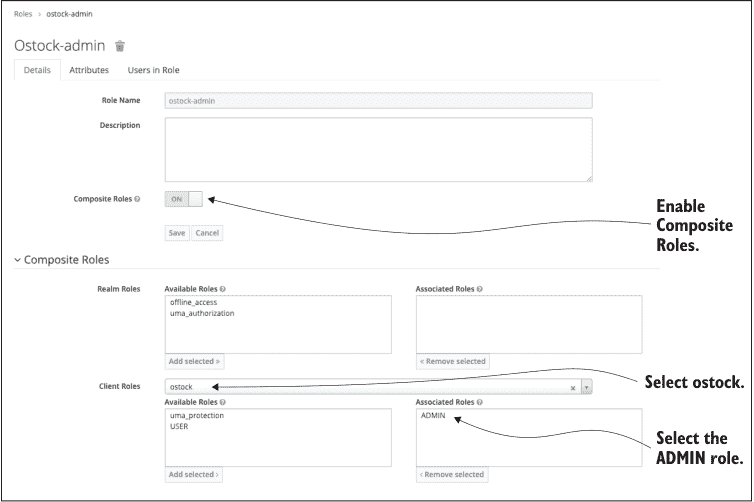 Roles > ostock-admin
Ostock-admin
Details Attributes Users in Role
Role Name ostock-admin
Description
Composite Roles ON
Enable
Composite
Roles.
Save Cancel
Composite Roles
Realm Roles Available Roles Associated Roles
offline_access
uma_authorization
Add selected » « Remove selected
Client Roles ostock
Select ostock.
Available Roles Associated Roles
uma_protection ADMIN
USER
Select the
ADMIN role.
Add selected › ‹ Remove selected